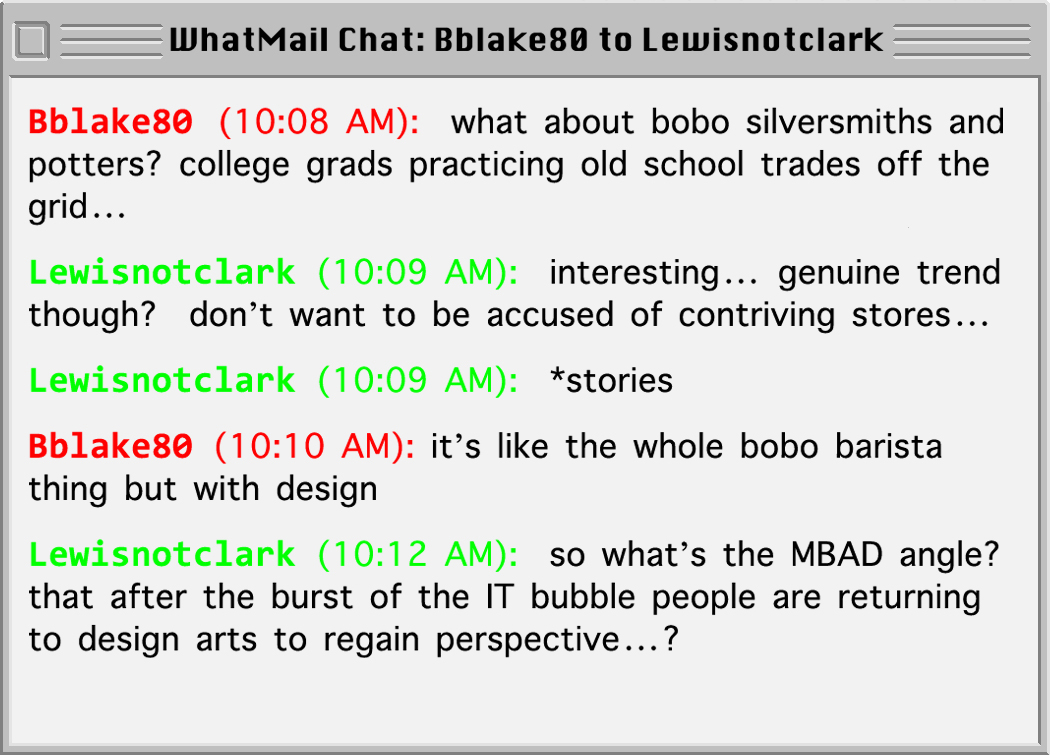 WhatMail Chat: Bblake80 to Lewisnotclark
Bblake80 (10:08 AM): what about bobo silversmiths and
potters? college grads practicing old school trades off the
grid...
Lewisnotclark (10:09 AM): interesting... genuine trend
though? don’t want to be accused of contriving stores...
Lewisnotclark (10:09 AM): *stories
Bblake80 (10:10 AM): it’s like the whole bobo barista
thing but with design
Lewisnotclark (10:12 AM): so what’s the MBAD angle?
that after the burst of the IT bubble people are returning
to design arts to regain perspective...?